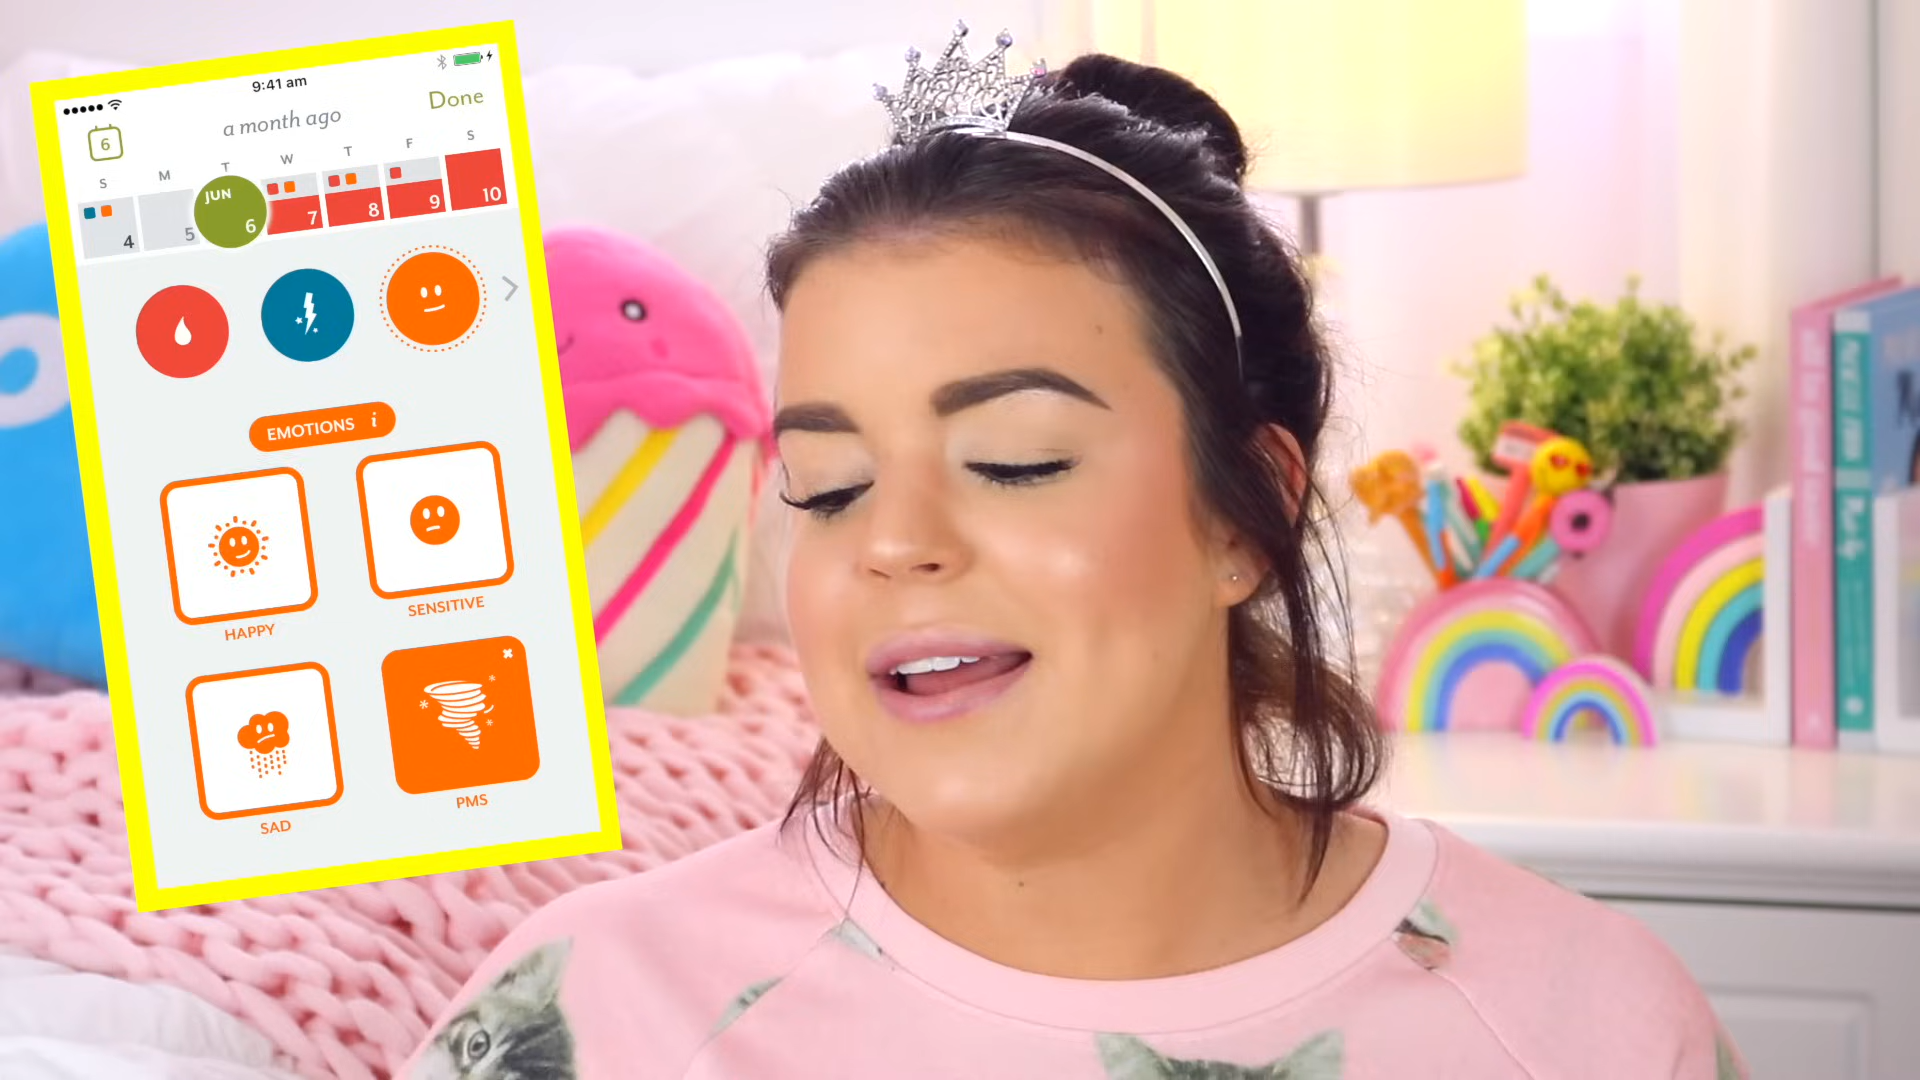 9:41 am
6
a month ago
Done
S M T W T F S
4 5 JUN 6 7 8 9 10
EMOTIONS i
HAPPY
SENSITIVE
SAD
PMS